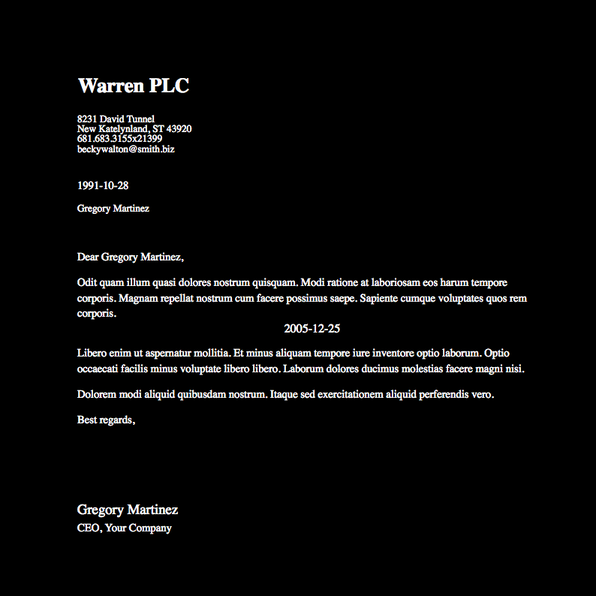 Warren PLC
8231 David Tunnel
New Katelynland, ST 43920
681.683.3155x21399
beckywalton@smith.biz
1991-10-28
Gregory Martinez
Dear Gregory Martinez,
Odit quam illum quasi dolores nostrum quisquam. Modi ratione at laboriosam eos harum tempore
corporis. Magnam repellat nostrum cum facere possimus saepe. Sapiente cumque voluptates quos rem
corporis.
2005-12-25
Libero enim ut aspernatur mollitia. Et minus aliquam tempore iure inventore optio laborum. Optio
occaecati facilis minus voluptate libero libero. Laborum dolores ducimus molestias facere magni nisi.
Dolorem modi aliquid quibusdam nostrum. Itaque sed exercitationem aliquid perferendis vero.
Best regards,
Gregory Martinez
CEO, Your Company